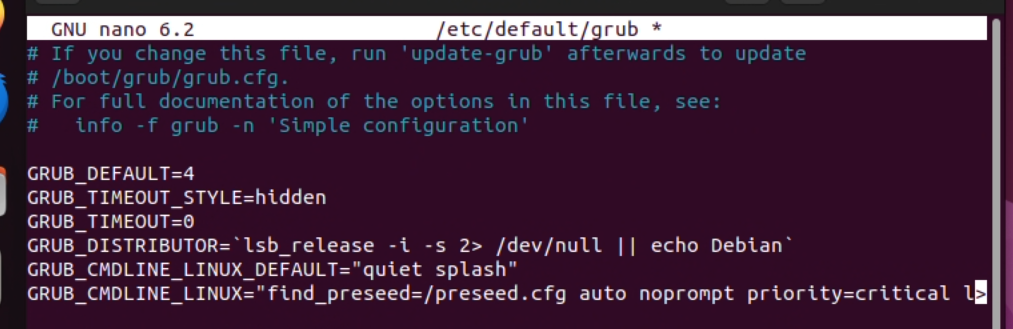 GNU nano 6.2 /etc/default/grub *
# If you change this file, run 'update-grub' afterwards to update
# /boot/grub/grub.cfg.
# For full documentation of the options in this file, see:
#   info -f grub -n 'Simple configuration'
GRUB_DEFAULT=4
GRUB_TIMEOUT_STYLE=hidden
GRUB_TIMEOUT=0
GRUB_DISTRIBUTOR=`lsb_release -i -s 2> /dev/null || echo Debian`
GRUB_CMDLINE_LINUX_DEFAULT="quiet splash"
GRUB_CMDLINE_LINUX="find_preseed=/preseed.cfg auto noprompt priority=critical l>